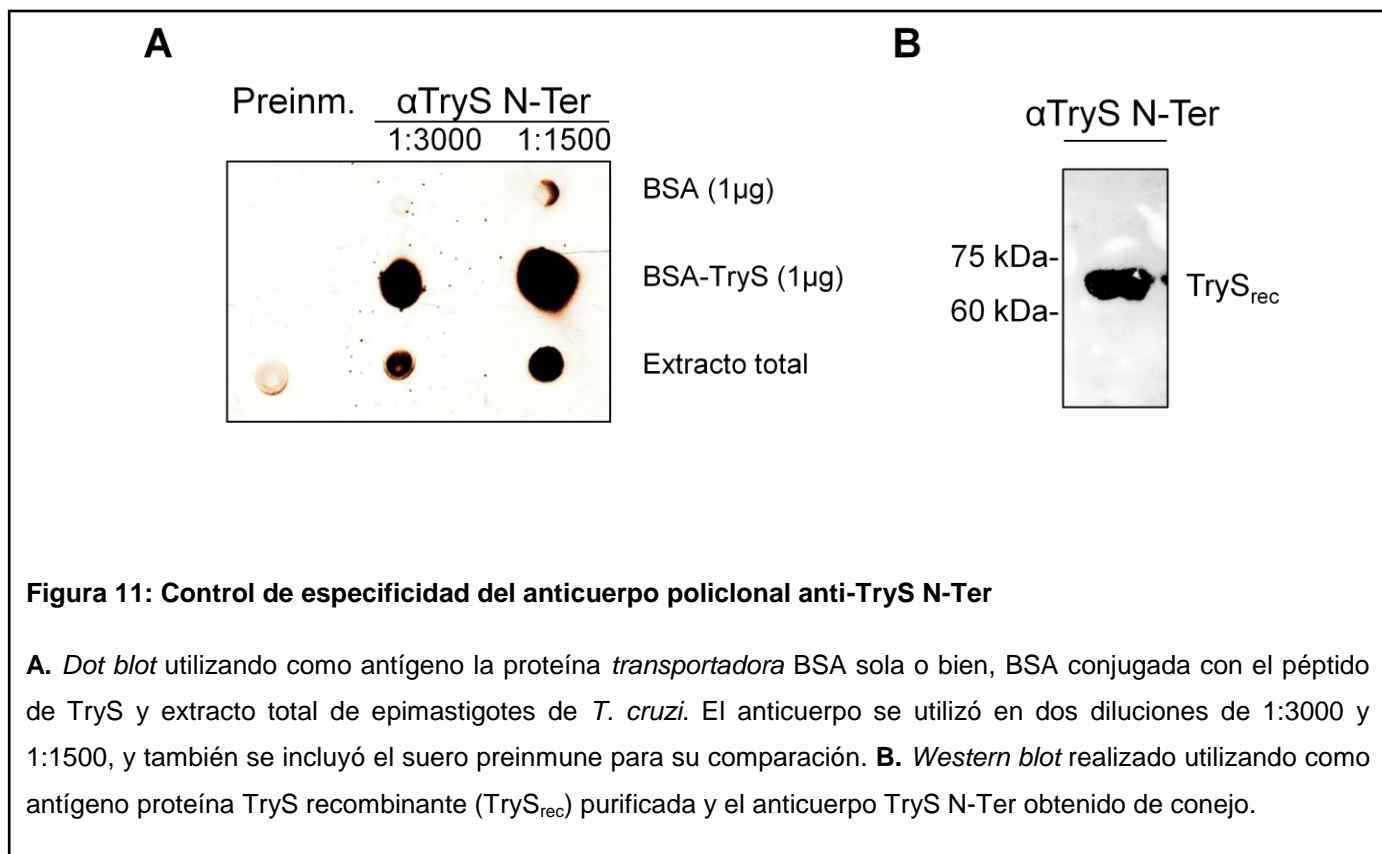 A
B
Preinm. αTryS N-Ter
1:3000 1:1500
αTryS N-Ter
BSA (1µg)
BSA-TryS (1µg)
Extracto total
75 kDa-
60 kDa-
TrySrec
Figura 11: Control de especificidad del anticuerpo policlonal anti-TryS N-Ter
A. Dot blot utilizando como antígeno la proteína transportadora BSA sola o bien, BSA conjugada con el péptido
de TryS y extracto total de epimastigotes de T. cruzi. El anticuerpo se utilizó en dos diluciones de 1:3000 y
1:1500, y también se incluyó el suero preinmune para su comparación. B. Western blot realizado utilizando como
antígeno proteína TryS recombinante (TrySrec) purificada y el anticuerpo TryS N-Ter obtenido de conejo.